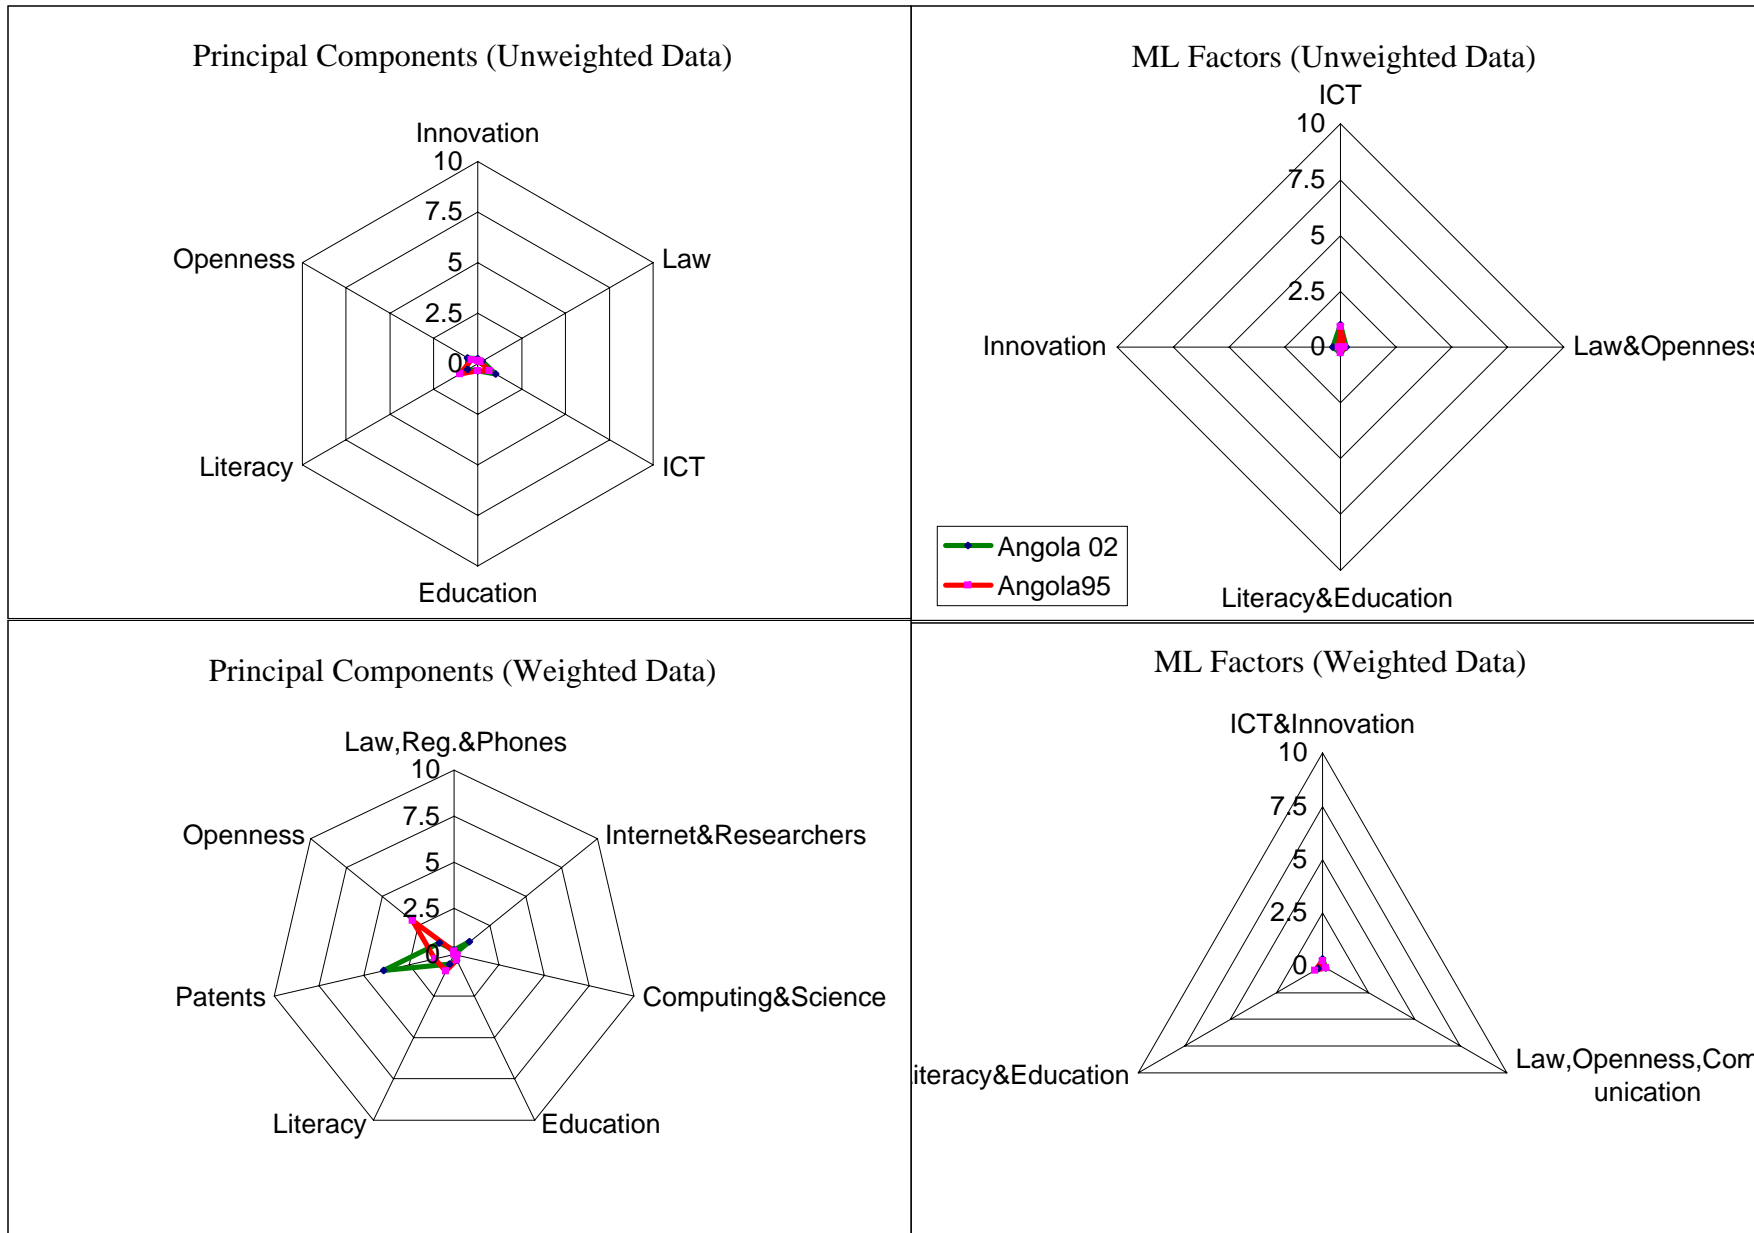 Principal Components (Unweighted Data)
Innovation
10
7.5
5
2.5
0
Openness
Law
Literacy
ICT
Education
ML Factors (Unweighted Data)
ICT
10
7.5
5
2.5
0
Innovation
Law&Openness
Literacy&Education
Angola 02
Angola95
Principal Components (Weighted Data)
Law,Reg.&Phones
10
7.5
5
2.5
0
Openness
Internet&Researchers
Patents
Computing&Science
Literacy
Education
ML Factors (Weighted Data)
ICT&Innovation
10
7.5
5
2.5
0
iteracy&Education
Law,Openness,Com
unication